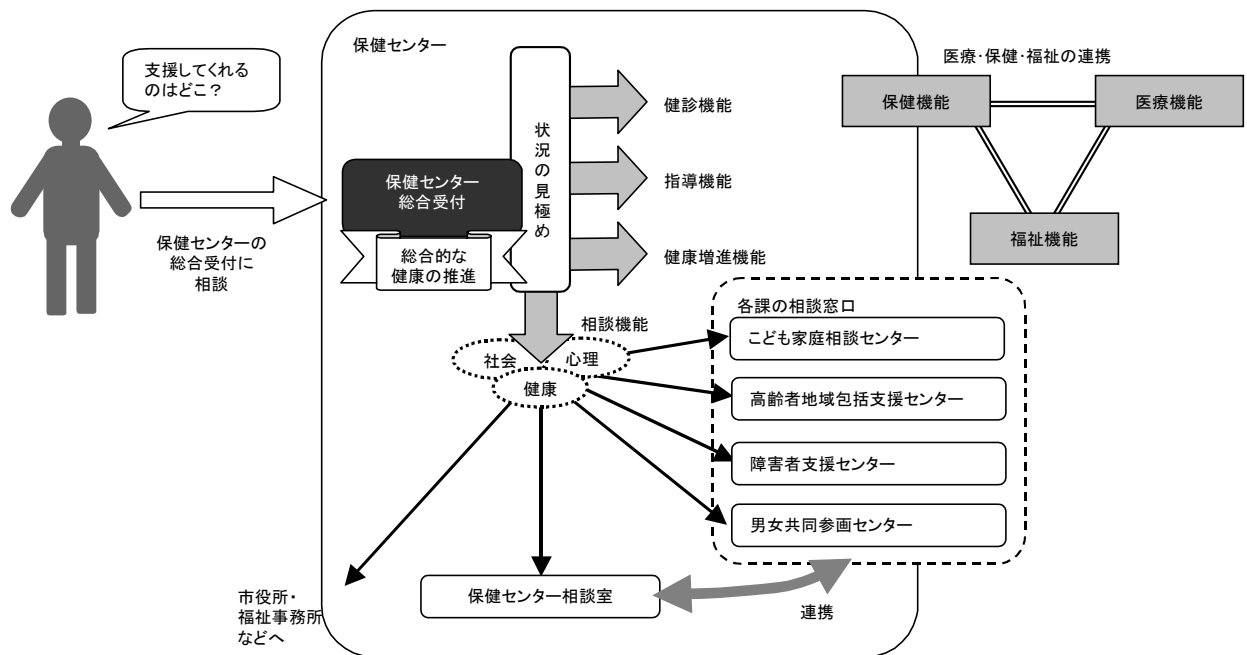 保健センター
支援してくれる
のはどこ?
保健センターの
総合受付に
相談
保健センター
総合受付
総合的な
健康の推進
状況の見極め
健診機能
指導機能
健康増進機能
医療・保健・福祉の連携
保健機能
医療機能
福祉機能
相談機能
社会
心理
健康
各課の相談窓口
こども家庭相談センター
高齢者地域包括支援センター
障害者支援センター
男女共同参画センター
保健センター相談室
連携
市役所・
福祉事務所
などへ